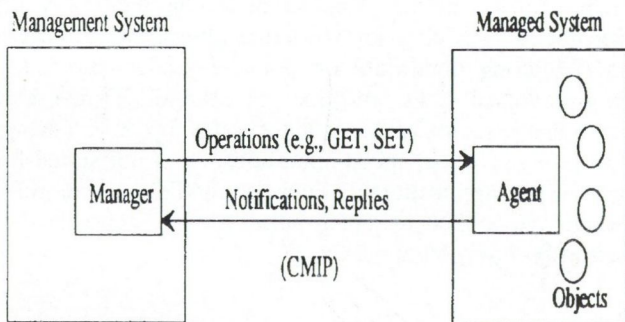 Management System
Managed System
Operations (e.g., GET, SET)
Manager
Agent
Notifications, Replies
(CMIP)
Objects